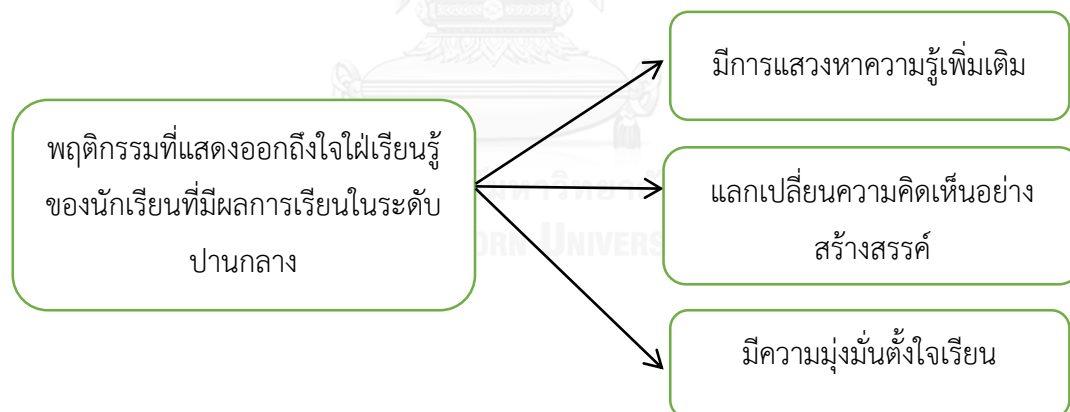 มีการแสวงหาความรู้เพิ่มเติม
พฤติกรรมที่แสดงออกถึงใจใฝ่เรียนรู้
ของนักเรียนที่มีผลการเรียนในระดับ
ปานกลาง
แลกเปลี่ยนความคิดเห็นอย่าง
สร้างสรรค์
มีความมุ่งมั่นตั้งใจเรียน
UNIVERS